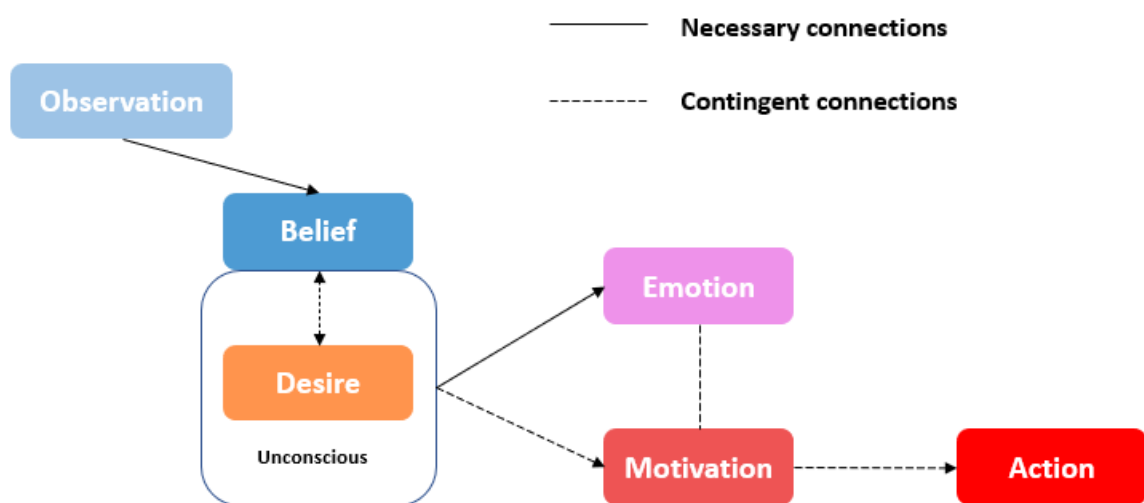 Necessary connections
Observation
Contingent connections
Belief
Emotion
Desire
Unconscious
Motivation
Action